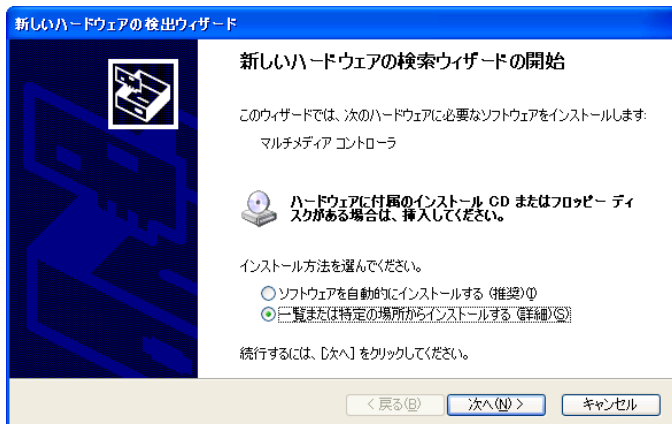 新しいハードウェアの検出ウィザード
新しいハードウェアの検索ウィザードの開始
このウィザードでは、次のハードウェアに必要なソフトウェアをインストールします:
マルチメディア コントローラ
ハードウェアに付属のインストール CD またはフロッピー ディ
スクがある場合は、挿入してください。
インストール方法を選んでください。
ソフトウェアを自動的にインストールする (推奨)(I)
一覧または特定の場所からインストールする (詳細)(S)
続行するには、[次へ] をクリックしてください。
< 戻る(B)
次へ(N) >
キャンセル